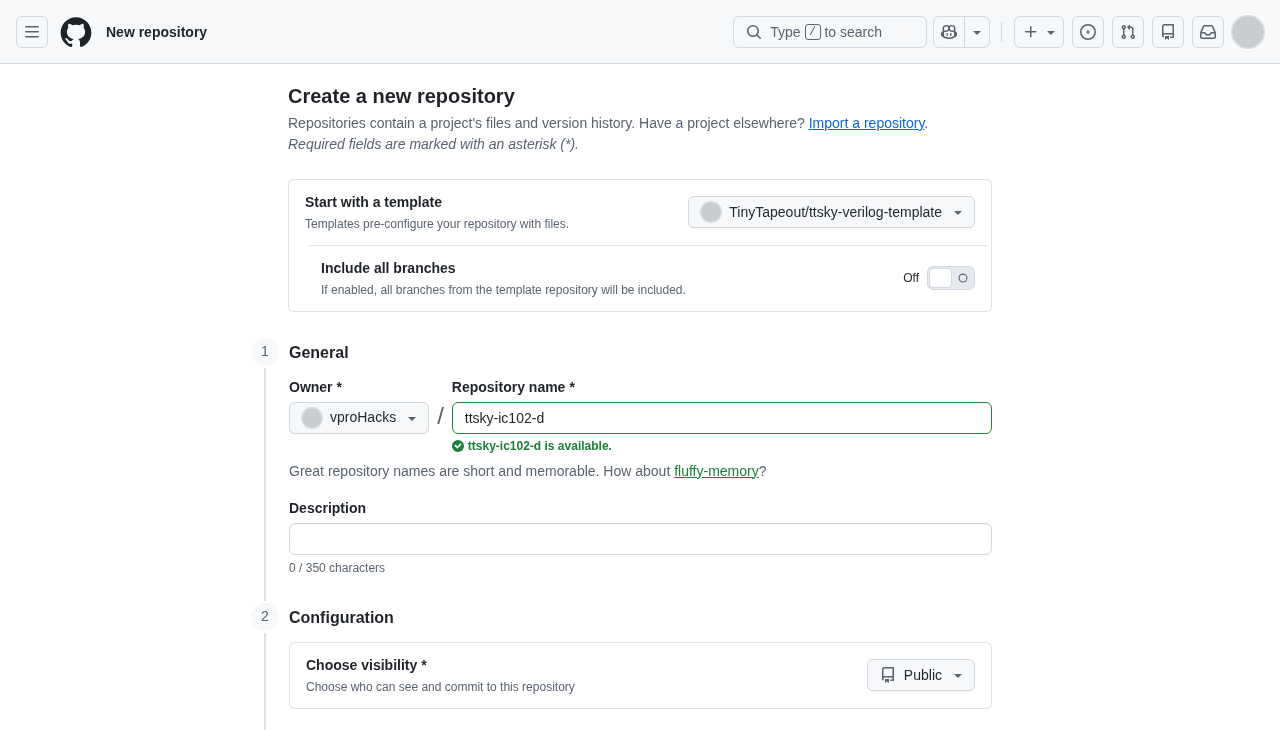 New repository
Type / to search
Create a new repository
Repositories contain a project's files and version history. Have a project elsewhere? Import a repository.
Required fields are marked with an asterisk (*).
Start with a template
Templates pre-configure your repository with files.
TinyTapeout/ttsky-verilog-template
Include all branches
If enabled, all branches from the template repository will be included.
Off
1
General
Owner *
Repository name *
vproHacks
/
ttsky-ic102-d
ttsky-ic102-d is available.
Great repository names are short and memorable. How about fluffy-memory?
Description
0 / 350 characters
2
Configuration
Choose visibility *
Choose who can see and commit to this repository
Public